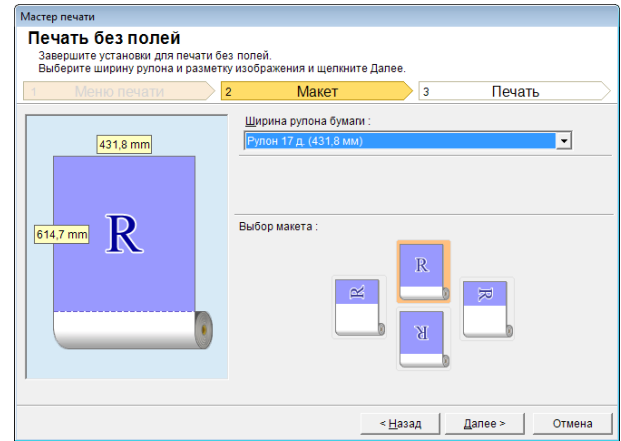 Мастер печати
Печать без полей
Завершите установки для печати без полей.
Выберите ширину рулона и разметку изображения и щелкните Далее.
1 Меню печати 2 Макет 3 Печать
Ширина рулона бумаги :
Рулон 17 д. (431,8 мм)
431,8 mm
614,7 mm
R
Выбор макета :
R
R
R
R
< Назад Далее > Отмена